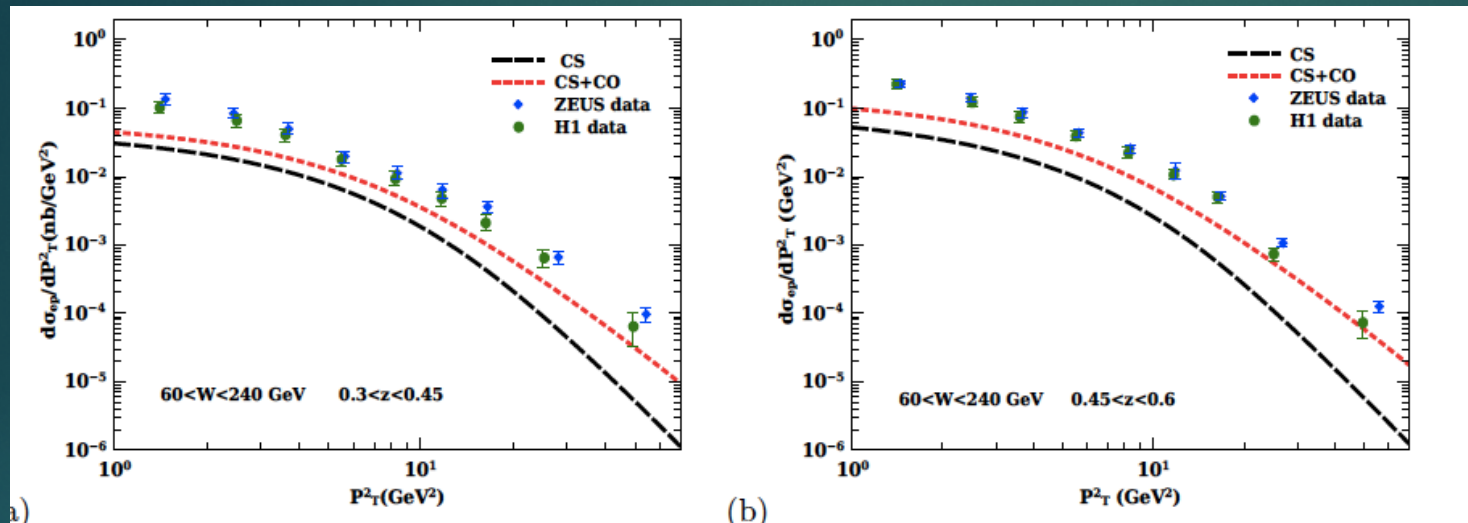 10⁰
10⁻¹
10⁻²
10⁻³
10⁻⁴
10⁻⁵
10⁻⁶
dσₑₚ/dP²_T(nb/GeV²)
CS
CS+CO
ZEUS data
H1 data
60<W<240 GeV 0.3<z<0.45
10⁰ 10¹
P²_T(GeV²)
a)
10⁰
10⁻¹
10⁻²
10⁻³
10⁻⁴
10⁻⁵
10⁻⁶
dσₑₚ/dP²_T (GeV²)
CS
CS+CO
ZEUS data
H1 data
60<W<240 GeV 0.45<z<0.6
10⁰ 10¹
P²_T (GeV²)
(b)